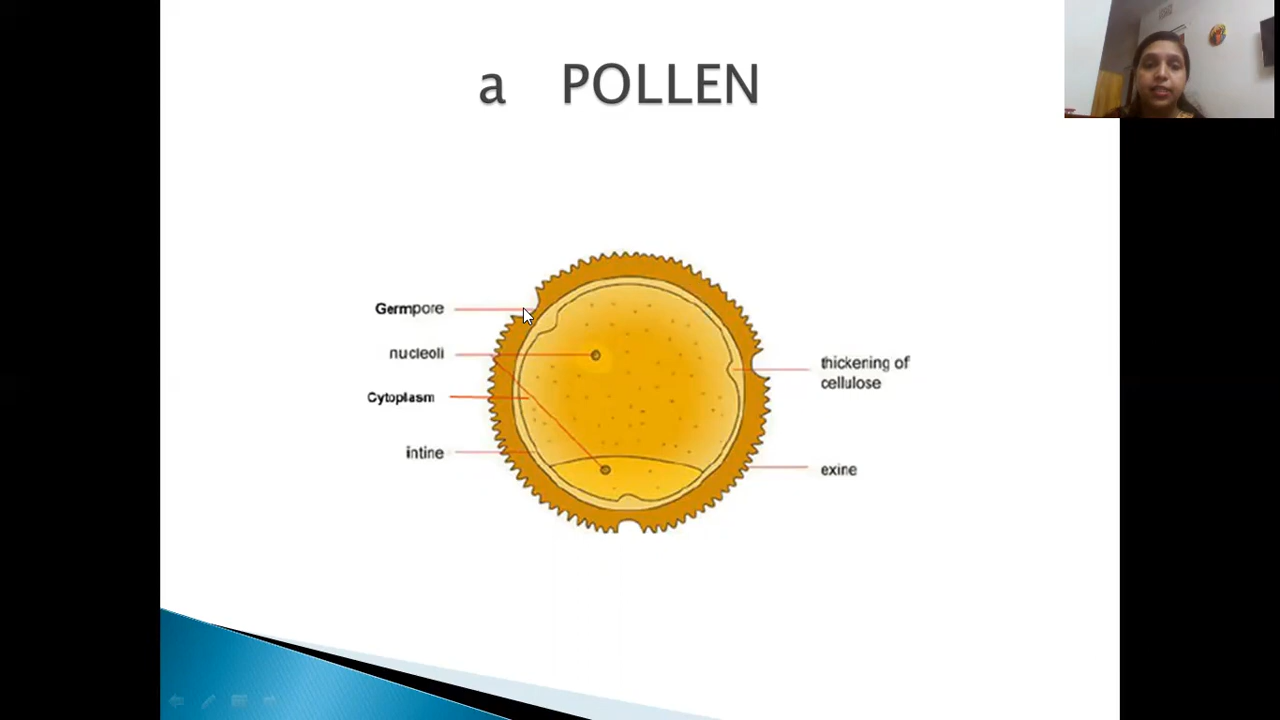 a POLLEN
Germpore
nucleoli
Cytoplasm
intine
thickening of
cellulose
exine